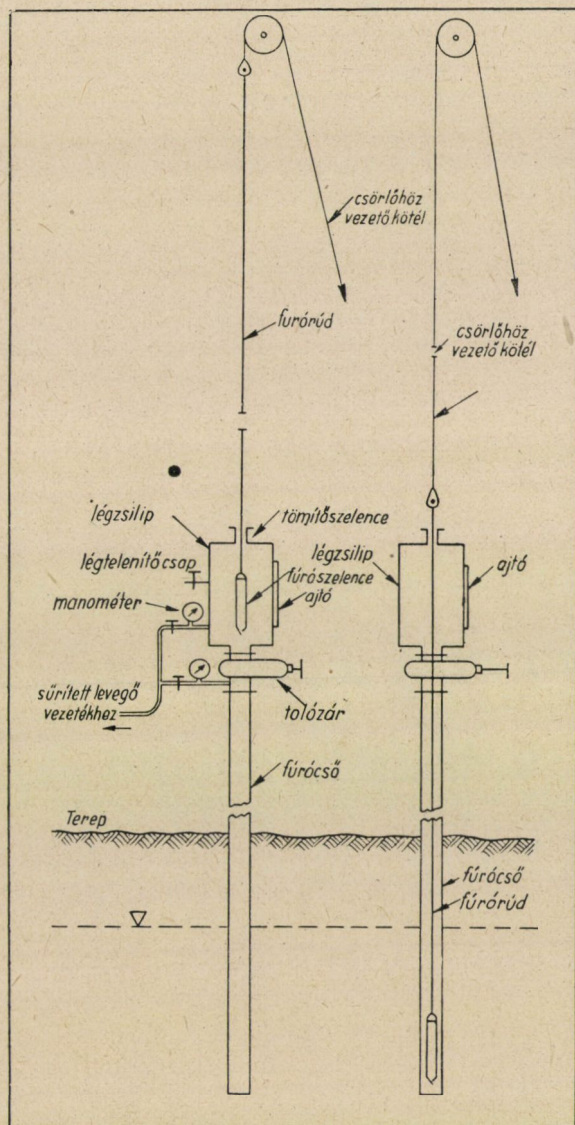 csörlőhöz
vezető kötél
csörlőhöz
vezető kötél
furórúd
légzsilip
tömítőszelence
légzsilip
ajtó
légtelenítő csap
fúrószelence
ajtó
manométer
sűrített levegő
vezetékhez
tolózár
fúrócső
Terep
fúrócső
fúrórúd